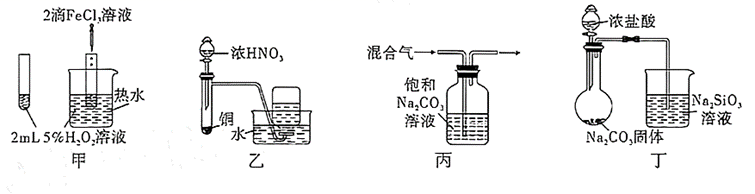 2滴FeCl₃溶液
热水
2mL 5%H₂O₂溶液
甲
浓HNO₃
铜
水
乙
混合气
饱和
Na₂CO₃
溶液
丙
浓盐酸
Na₂SiO₃
溶液
Na₂CO₃固体
丁